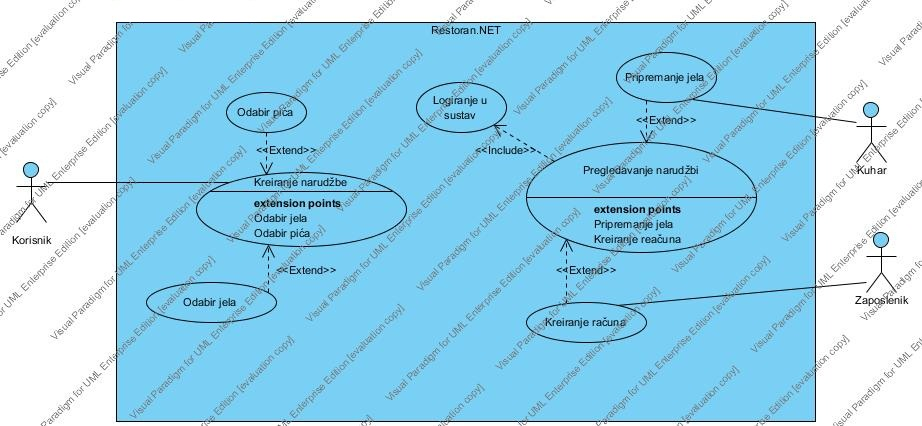 Restoran.NET
Pripremanje jela
Odabir pića
Logiranje u
sustav
<<Extend>>
<<Extend>>
<<Include>>
Kuhar
Kreiranje narudžbe
extension points
Odabir jela
Odabir pića
Pregledavanje narudžbi
extension points
Pripremanje jela
Kreiranje reačuna
Korisnik
<<Extend>>
<<Extend>>
Zaposlenik
Odabir jela
Kreiranje računa
Visual Paradigm for UML Enterprise Edition [evaluation copy]